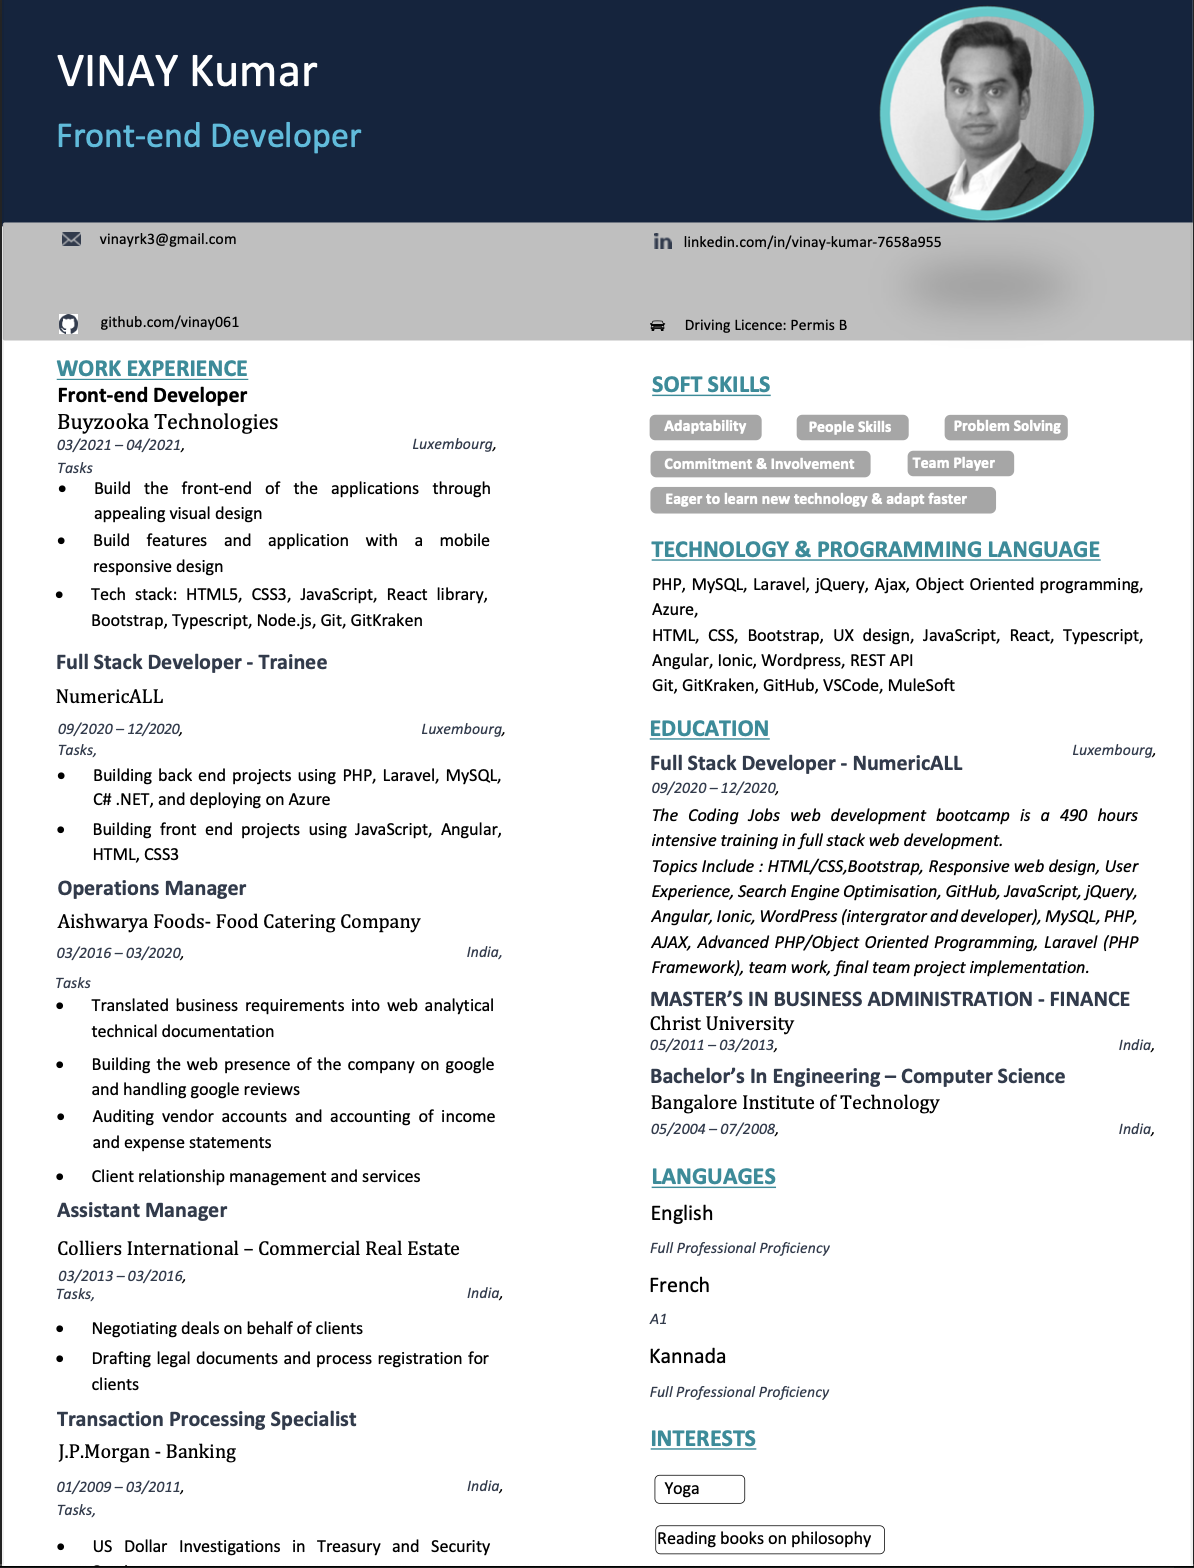 VINAY Kumar
Front-end Developer
vinayrk3@gmail.com
linkedin.com/in/vinay-kumar-7658a955
github.com/vinay061
Driving Licence: Permis B
WORK EXPERIENCE
Front-end Developer
Buyzooka Technologies
03/2021 – 04/2021,
Luxembourg,
Tasks
• Build the front-end of the applications through
appealing visual design
• Build features and application with a mobile
responsive design
• Tech stack: HTML5, CSS3, JavaScript, React library,
Bootstrap, Typescript, Node.js, Git, GitKraken
Full Stack Developer - Trainee
NumericALL
09/2020 – 12/2020,
Luxembourg,
Tasks,
• Building back end projects using PHP, Laravel, MySQL,
C# .NET, and deploying on Azure
• Building front end projects using JavaScript, Angular,
HTML, CSS3
Operations Manager
Aishwarya Foods- Food Catering Company
03/2016 – 03/2020,
India,
Tasks
• Translated business requirements into web analytical
technical documentation
• Building the web presence of the company on google
and handling google reviews
• Auditing vendor accounts and accounting of income
and expense statements
• Client relationship management and services
Assistant Manager
Colliers International – Commercial Real Estate
03/2013 – 03/2016,
Tasks,
India,
• Negotiating deals on behalf of clients
• Drafting legal documents and process registration for
clients
Transaction Processing Specialist
J.P.Morgan - Banking
01/2009 – 03/2011,
India,
Tasks,
• US Dollar Investigations in Treasury and Security
SOFT SKILLS
Adaptability
People Skills
Problem Solving
Commitment & Involvement
Team Player
Eager to learn new technology & adapt faster
TECHNOLOGY & PROGRAMMING LANGUAGE
PHP, MySQL, Laravel, jQuery, Ajax, Object Oriented programming,
Azure,
HTML, CSS, Bootstrap, UX design, JavaScript, React, Typescript,
Angular, Ionic, Wordpress, REST API
Git, GitKraken, GitHub, VSCode, MuleSoft
EDUCATION
Luxembourg,
Full Stack Developer - NumericALL
09/2020 – 12/2020,
The Coding Jobs web development bootcamp is a 490 hours
intensive training in full stack web development.
Topics Include : HTML/CSS,Bootstrap, Responsive web design, User
Experience, Search Engine Optimisation, GitHub, JavaScript, jQuery,
Angular, Ionic, WordPress (intergrator and developer), MySQL, PHP,
AJAX, Advanced PHP/Object Oriented Programming, Laravel (PHP
Framework), team work, final team project implementation.
MASTER’S IN BUSINESS ADMINISTRATION - FINANCE
Christ University
05/2011 – 03/2013,
India,
Bachelor’s In Engineering – Computer Science
Bangalore Institute of Technology
05/2004 – 07/2008,
India,
LANGUAGES
English
Full Professional Proficiency
French
A1
Kannada
Full Professional Proficiency
INTERESTS
Yoga
Reading books on philosophy